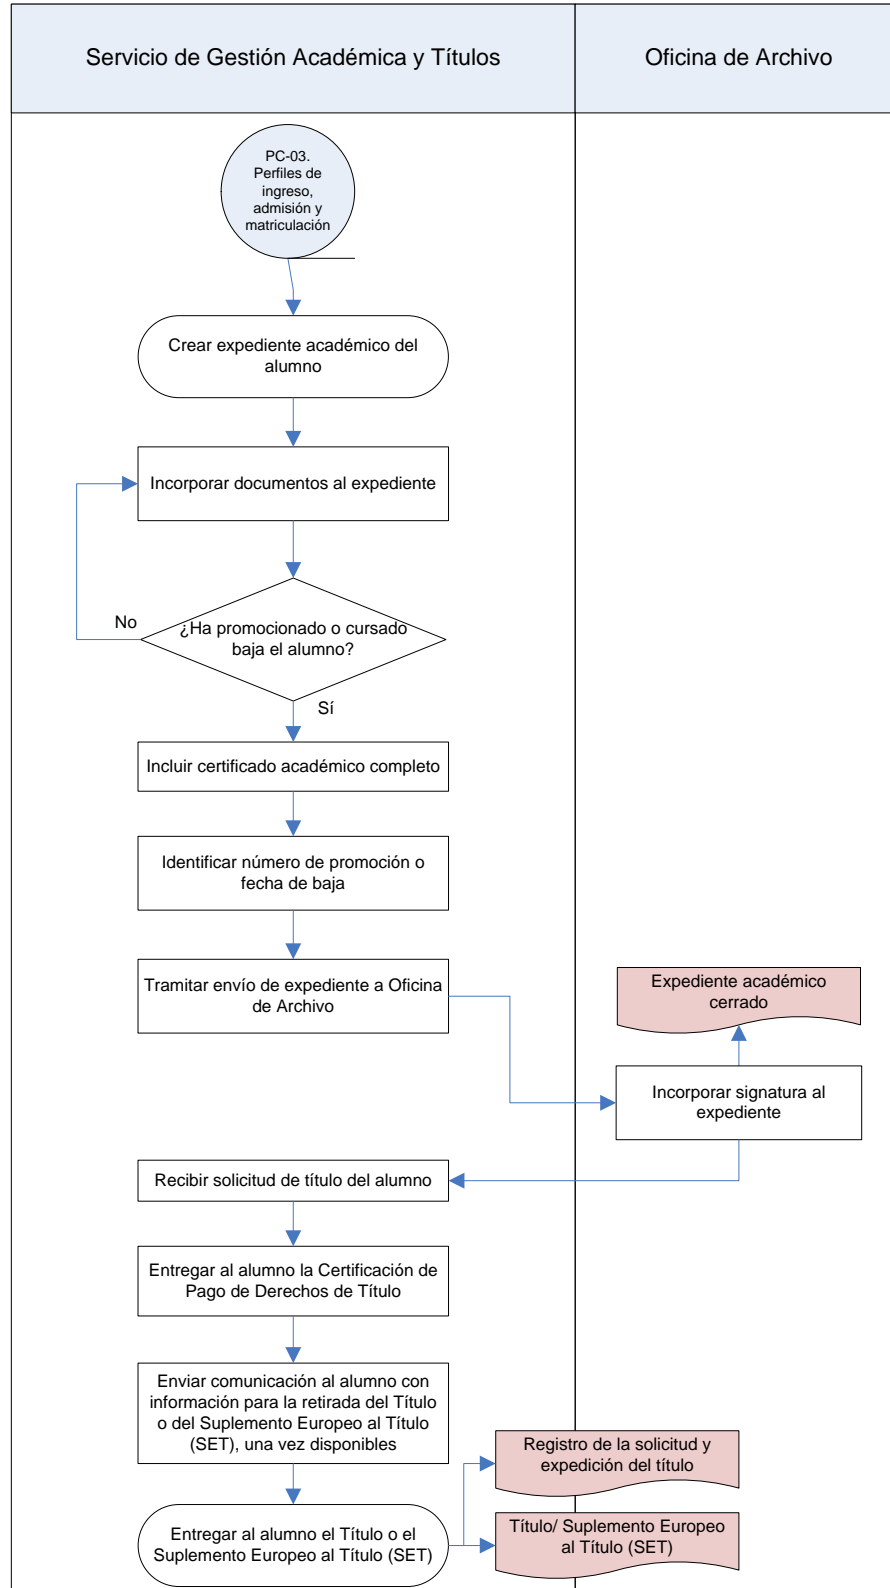 Servicio de Gestión Académica y Títulos
Oficina de Archivo
PC-03.
Perfiles de
ingreso,
admisión y
matriculación
Crear expediente académico del
alumno
Incorporar documentos al expediente
No
¿Ha promocionado o cursado
baja el alumno?
Sí
Incluir certificado académico completo
Identificar número de promoción o
fecha de baja
Tramitar envío de expediente a Oficina
de Archivo
Expediente académico
cerrado
Incorporar signatura al
expediente
Recibir solicitud de título del alumno
Entregar al alumno la Certificación de
Pago de Derechos de Título
Enviar comunicación al alumno con
información para la retirada del Título
o del Suplemento Europeo al Título
(SET), una vez disponibles
Registro de la solicitud y
expedición del título
Entregar al alumno el Título o el
Suplemento Europeo al Título (SET)
Título/ Suplemento Europeo
al Título (SET)